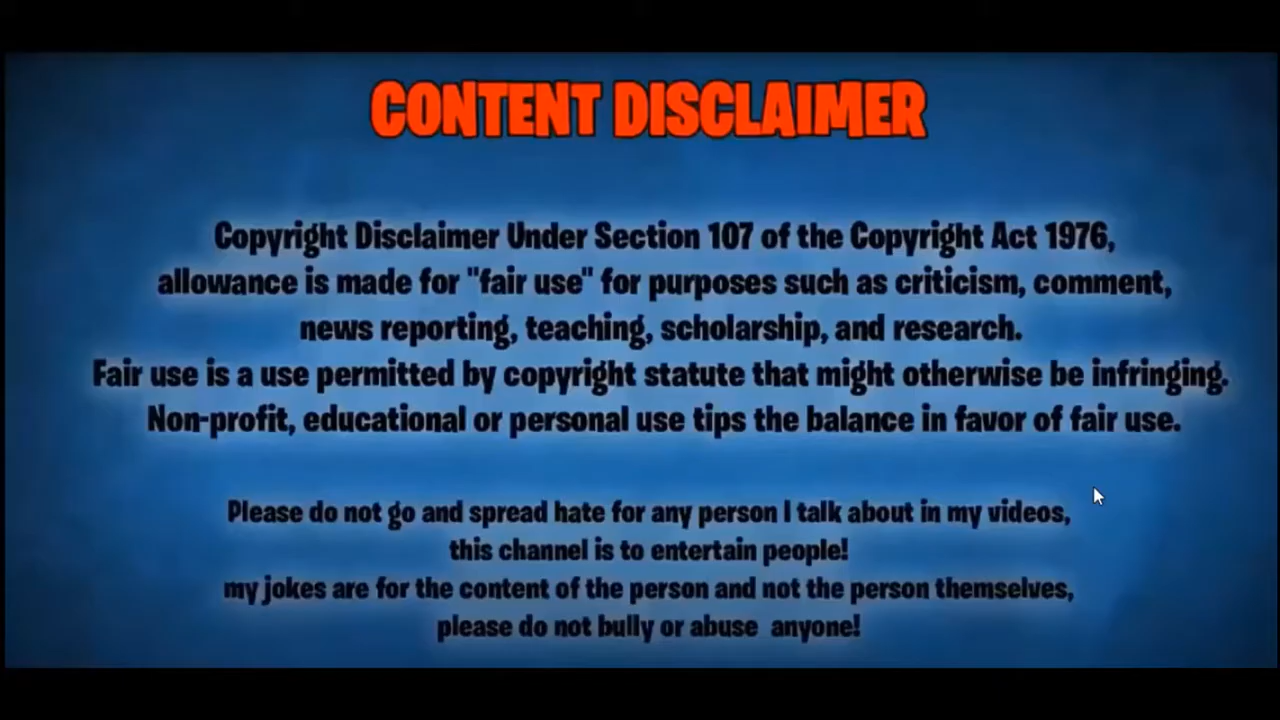 CONTENT DISCLAIMER
Copyright Disclaimer Under Section 107 of the Copyright Act 1976,
allowance is made for "fair use" for purposes such as criticism, comment,
news reporting, teaching, scholarship, and research.
Fair use is a use permitted by copyright statute that might otherwise be infringing.
Non-profit, educational or personal use tips the balance in favor of fair use.
Please do not go and spread hate for any person I talk about in my videos,
this channel is to entertain people!
my jokes are for the content of the person and not the person themselves,
please do not bully or abuse anyone!